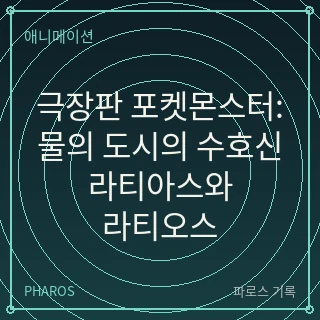 애니메이션
극장판 포켓몬스터:
물의 도시의 수호신
라티아스와
라티오스
PHAROS
파로스 기록